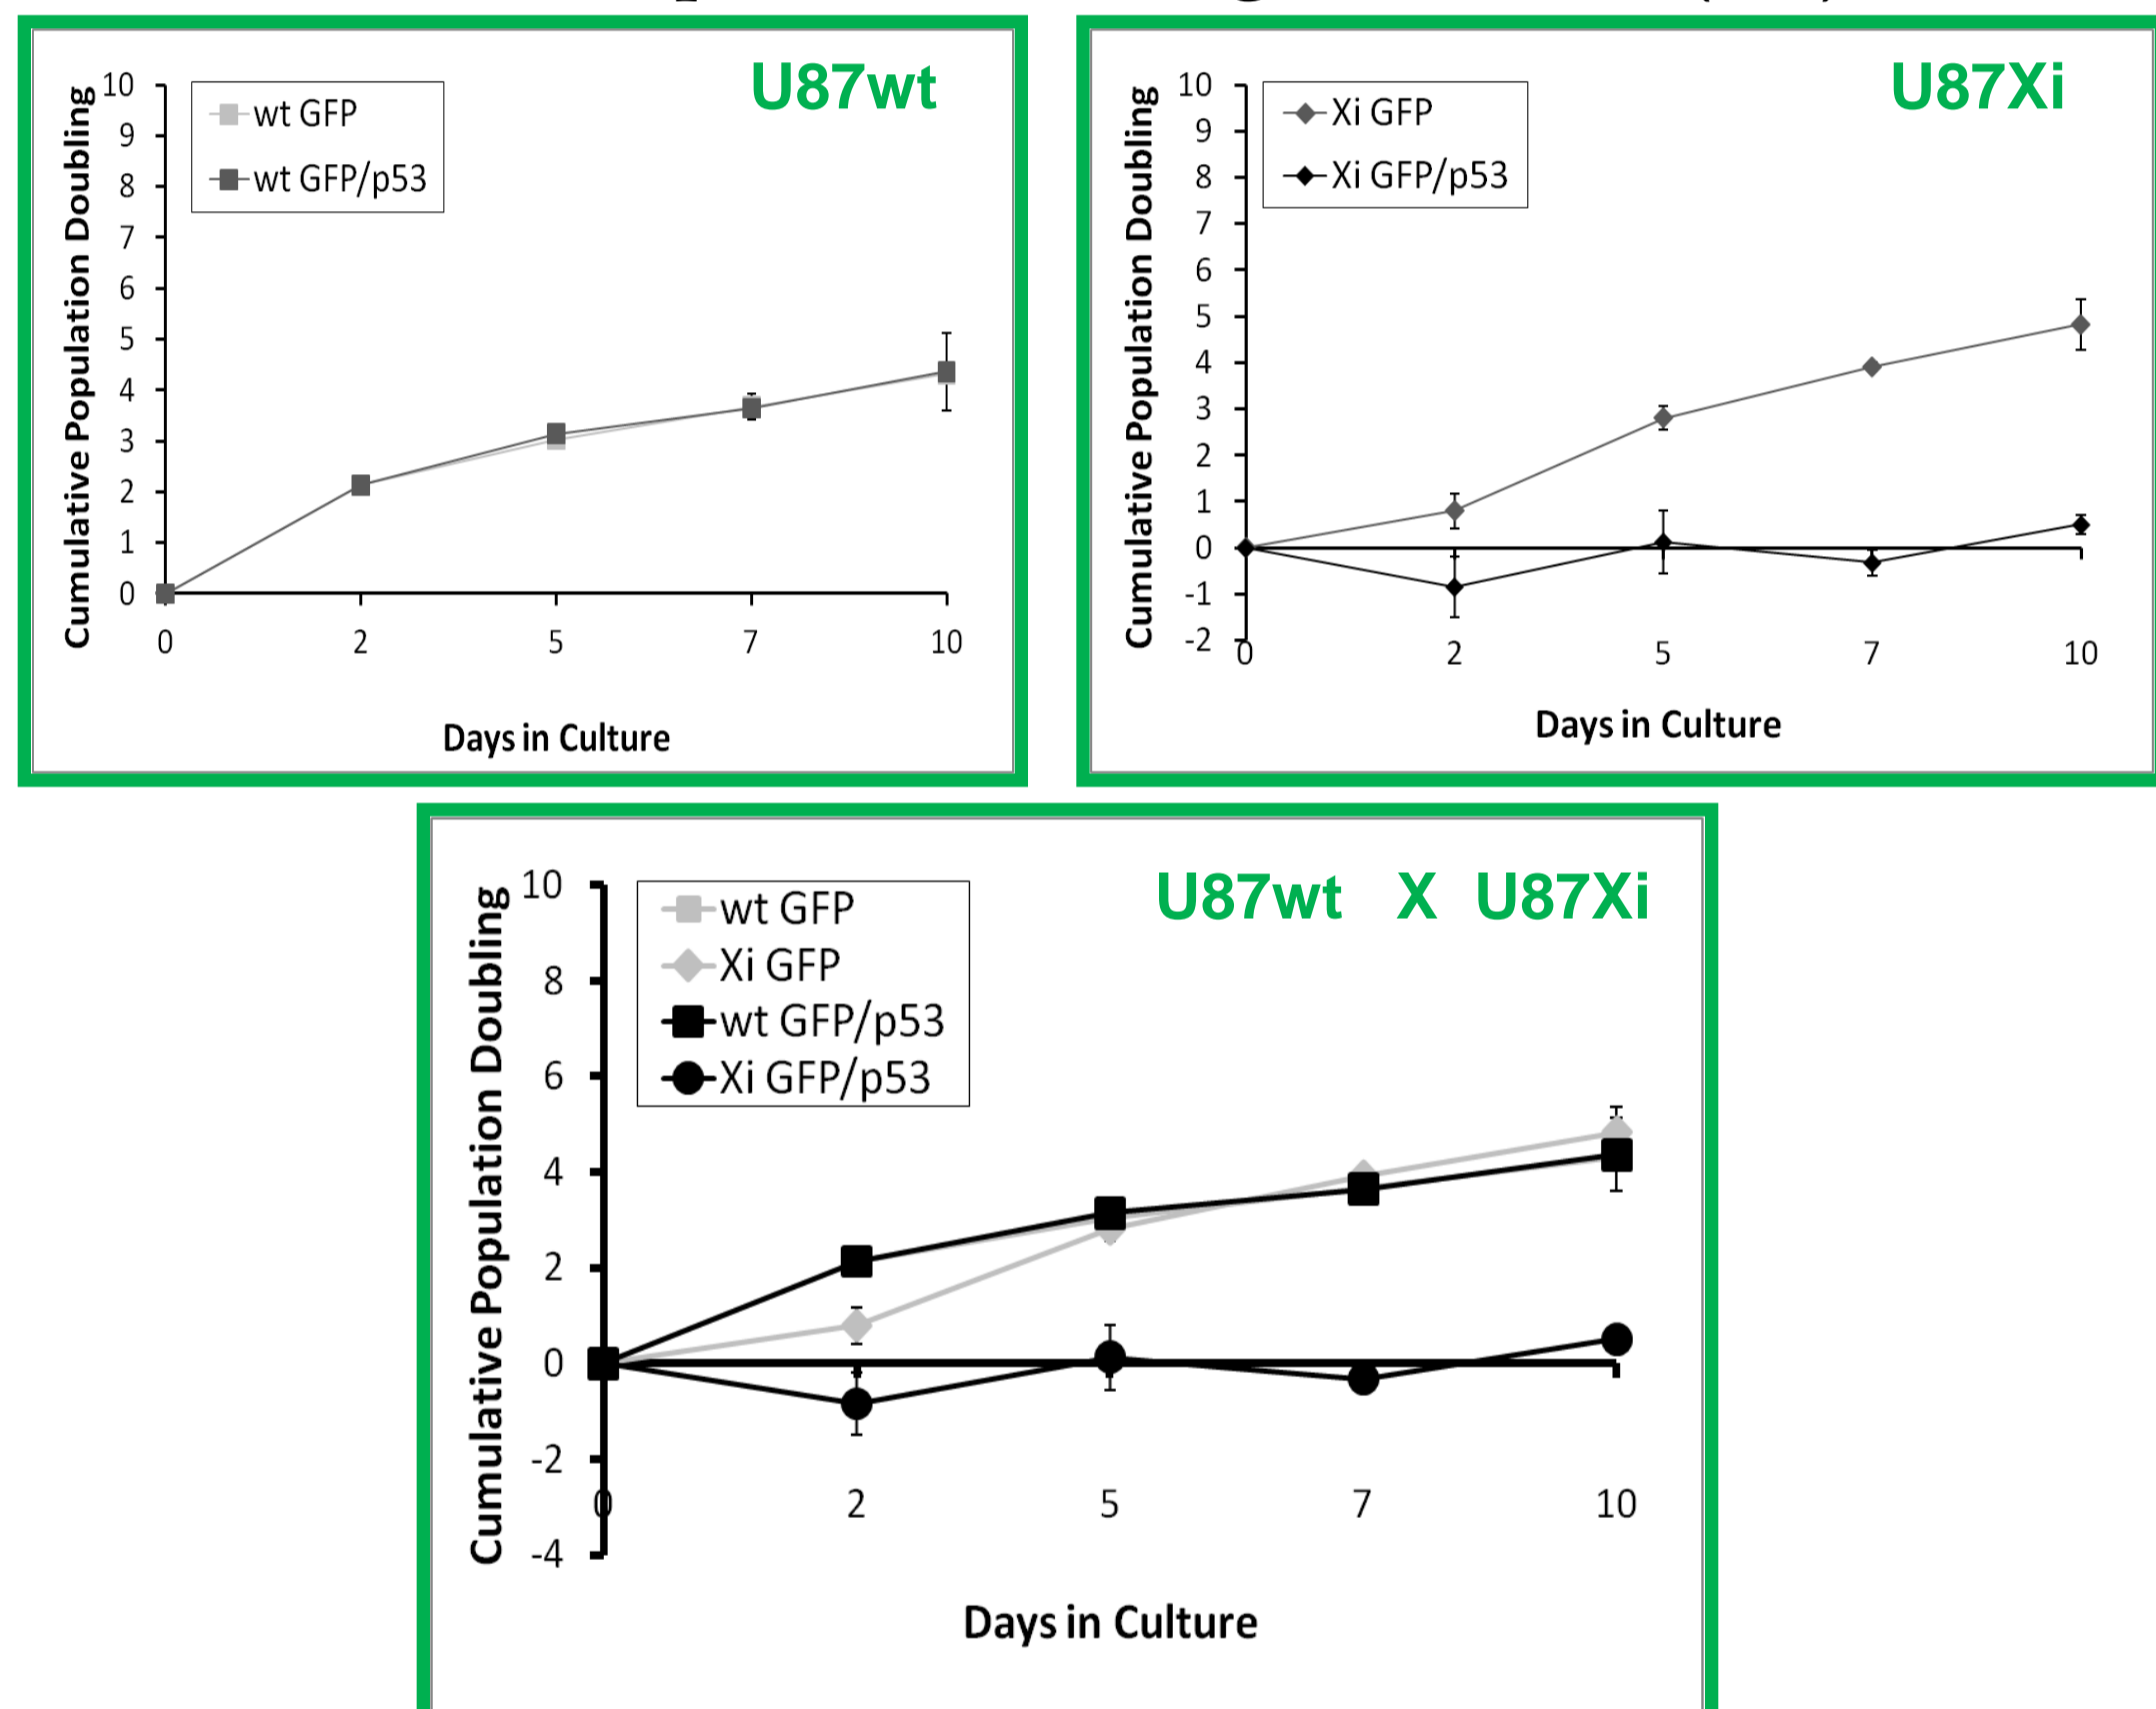 U87wt
wt GFP
wt GFP/p53
Cumulative Population Doubling
10
9
8
7
6
5
4
3
2
1
0
0 2 5 7 10
Days in Culture
U87Xi
Xi GFP
Xi GFP/p53
Cumulative Population Doubling
10
9
8
7
6
5
4
3
2
1
0
-1
-2
0 2 5 7 10
Days in Culture
U87wt X U87Xi
wt GFP
Xi GFP
wt GFP/p53
Xi GFP/p53
Cumulative Population Doubling
10
8
6
4
2
0
-2
-4
0 2 5 7 10
Days in Culture